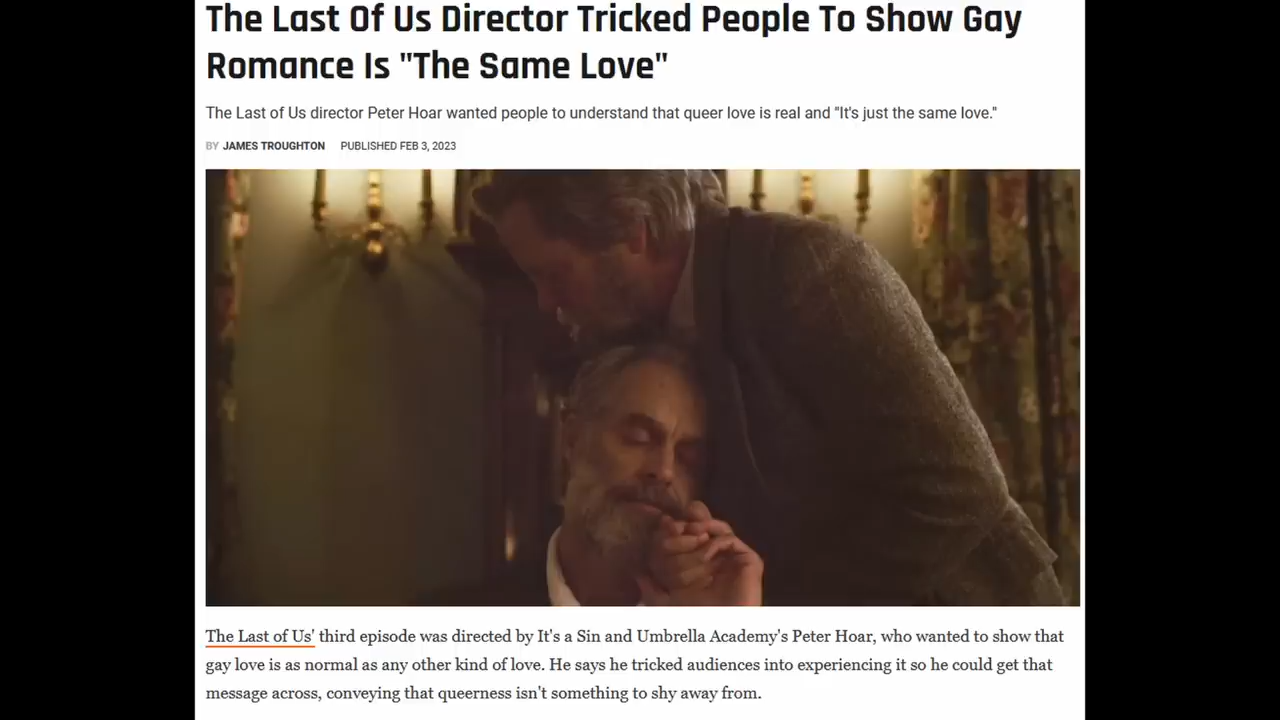 The Last Of Us Director Tricked People To Show Gay
Romance Is "The Same Love"
The Last of Us director Peter Hoar wanted people to understand that queer love is real and "It's just the same love."
BY JAMES TROUGHTON PUBLISHED FEB 3, 2023
The Last of Us' third episode was directed by It's a Sin and Umbrella Academy's Peter Hoar, who wanted to show that
gay love is as normal as any other kind of love. He says he tricked audiences into experiencing it so he could get that
message across, conveying that queerness isn't something to shy away from.